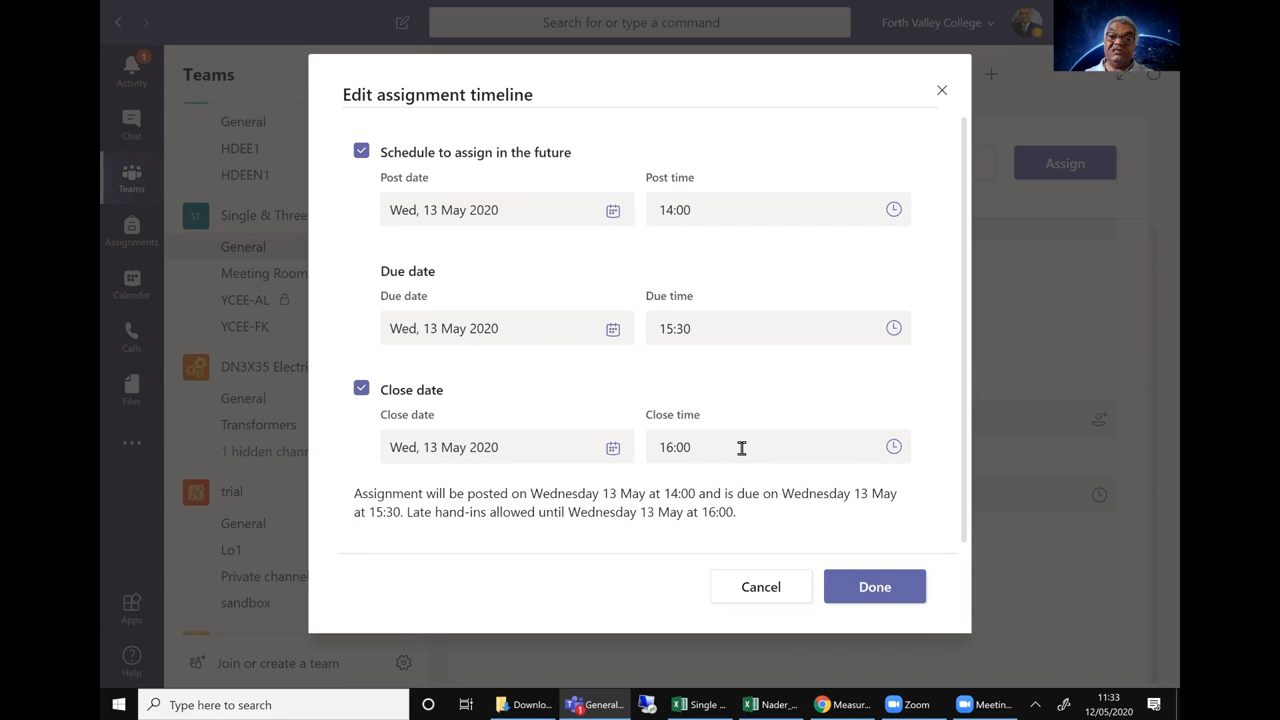 Search for or type a command
Forth Valley College
Activity
Chat
Teams
Assignments
Calendar
Calls
Files
Apps
Help
Teams
General
HDEE1
HDEEN1
ST
Single & Three
General
Meeting Room
YCEE-AL
YCEE-FK
DN3X35 Electri
General
Transformers
1 hidden chan
trial
General
Lo1
Private channe
sandbox
Join or create a team
Assign
Edit assignment timeline
Schedule to assign in the future
Post date
Post time
Wed, 13 May 2020
14:00
Due date
Due date
Due time
Wed, 13 May 2020
15:30
Close date
Close date
Close time
Wed, 13 May 2020
16:00
Assignment will be posted on Wednesday 13 May at 14:00 and is due on Wednesday 13 May
at 15:30. Late hand-ins allowed until Wednesday 13 May at 16:00.
Cancel
Done
Type here to search
Downlo...
General...
Single ...
Nader_...
Measur...
Zoom
Meetin...
11:33
12/05/2020
1
1